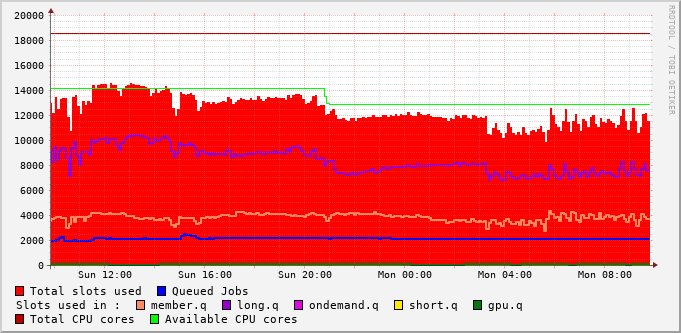 RRDTOOL / TOBI OETIKER
20000
18000
16000
14000
12000
10000
8000
6000
4000
2000
0
Sun 12:00 Sun 16:00 Sun 20:00 Mon 00:00 Mon 04:00 Mon 08:00
Total slots used Queued Jobs
Slots used in : member.q long.q ondemand.q short.q gpu.q
Total CPU cores Available CPU cores